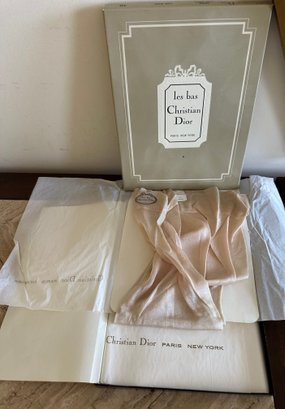 les bas
Christian
Dior
PARIS NEW YORK
Christian Dior PARIS NEW YORK